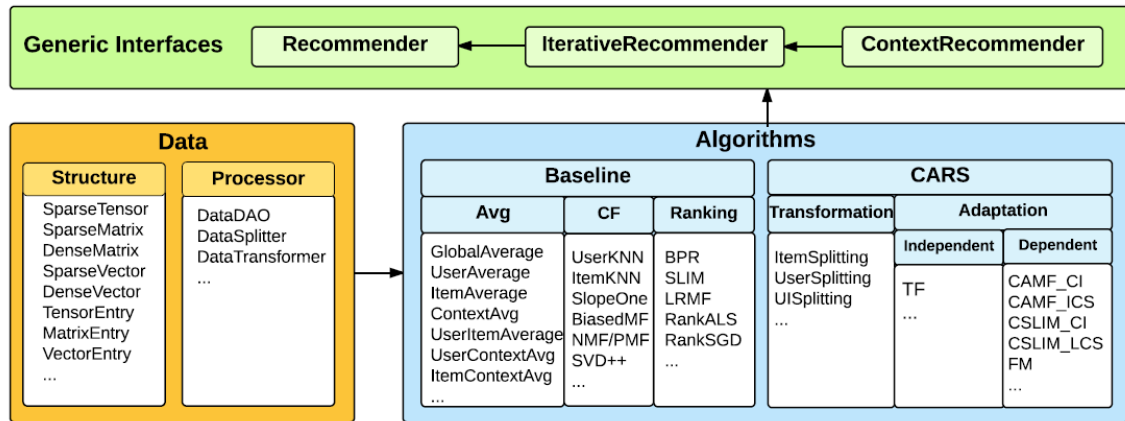 Generic Interfaces
Recommender
IterativeRecommender
ContextRecommender
Data
Structure
SparseTensor
SparseMatrix
DenseMatrix
SparseVector
DenseVector
TensorEntry
MatrixEntry
VectorEntry
...
Processor
DataDAO
DataSplitter
DataTransformer
...
Algorithms
Baseline
Avg
GlobalAverage
UserAverage
ItemAverage
ContextAvg
UserItemAverage
UserContextAvg
ItemContextAvg
...
CF
UserKNN
ItemKNN
SlopeOne
BiasedMF
NMF/PMF
SVD++
...
Ranking
BPR
SLIM
LRMF
RankALS
RankSGD
...
CARS
Transformation
ItemSplitting
UserSplitting
UISplitting
...
Adaptation
Independent
TF
...
Dependent
CAMF_CI
CAMF_ICS
CSLIM_CI
CSLIM_LCS
FM
...